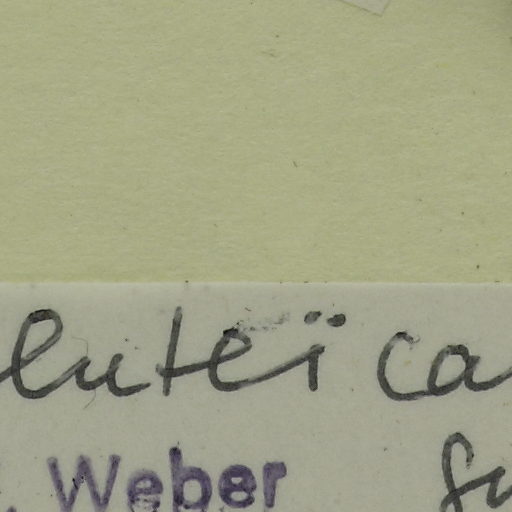 luteï ca
. Weber